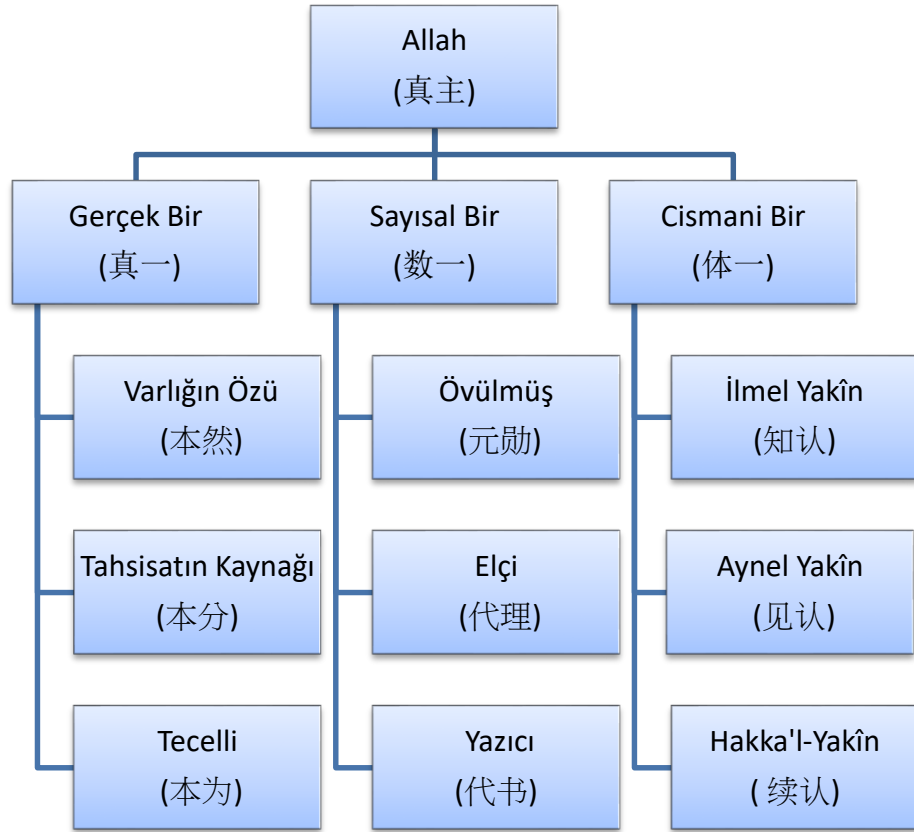 Allah
(真主)
Gerçek Bir
(真一)
Sayısal Bir
(数一)
Cismani Bir
(体一)
Varlığın Özü
(本然)
Övülmüş
(元勋)
İlmel Yakîn
(知认)
Tahsisatın Kaynağı
(本分)
Elçi
(代理)
Aynel Yakîn
(见认)
Tecelli
(本为)
Yazıcı
(代书)
Hakka'l-Yakîn
( 续认)